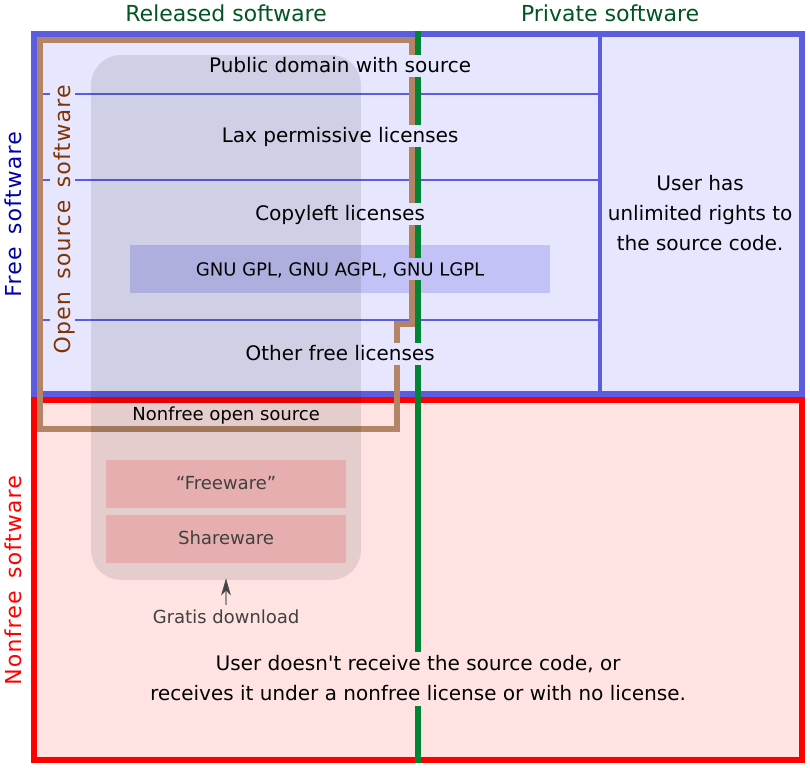 Released software
Private software
Free software
Open source software
Public domain with source
Lax permissive licenses
Copyleft licenses
GNU GPL, GNU AGPL, GNU LGPL
Other free licenses
User has
unlimited rights to
the source code.
Nonfree software
Nonfree open source
“Freeware”
Shareware
Gratis download
User doesn't receive the source code, or
receives it under a nonfree license or with no license.